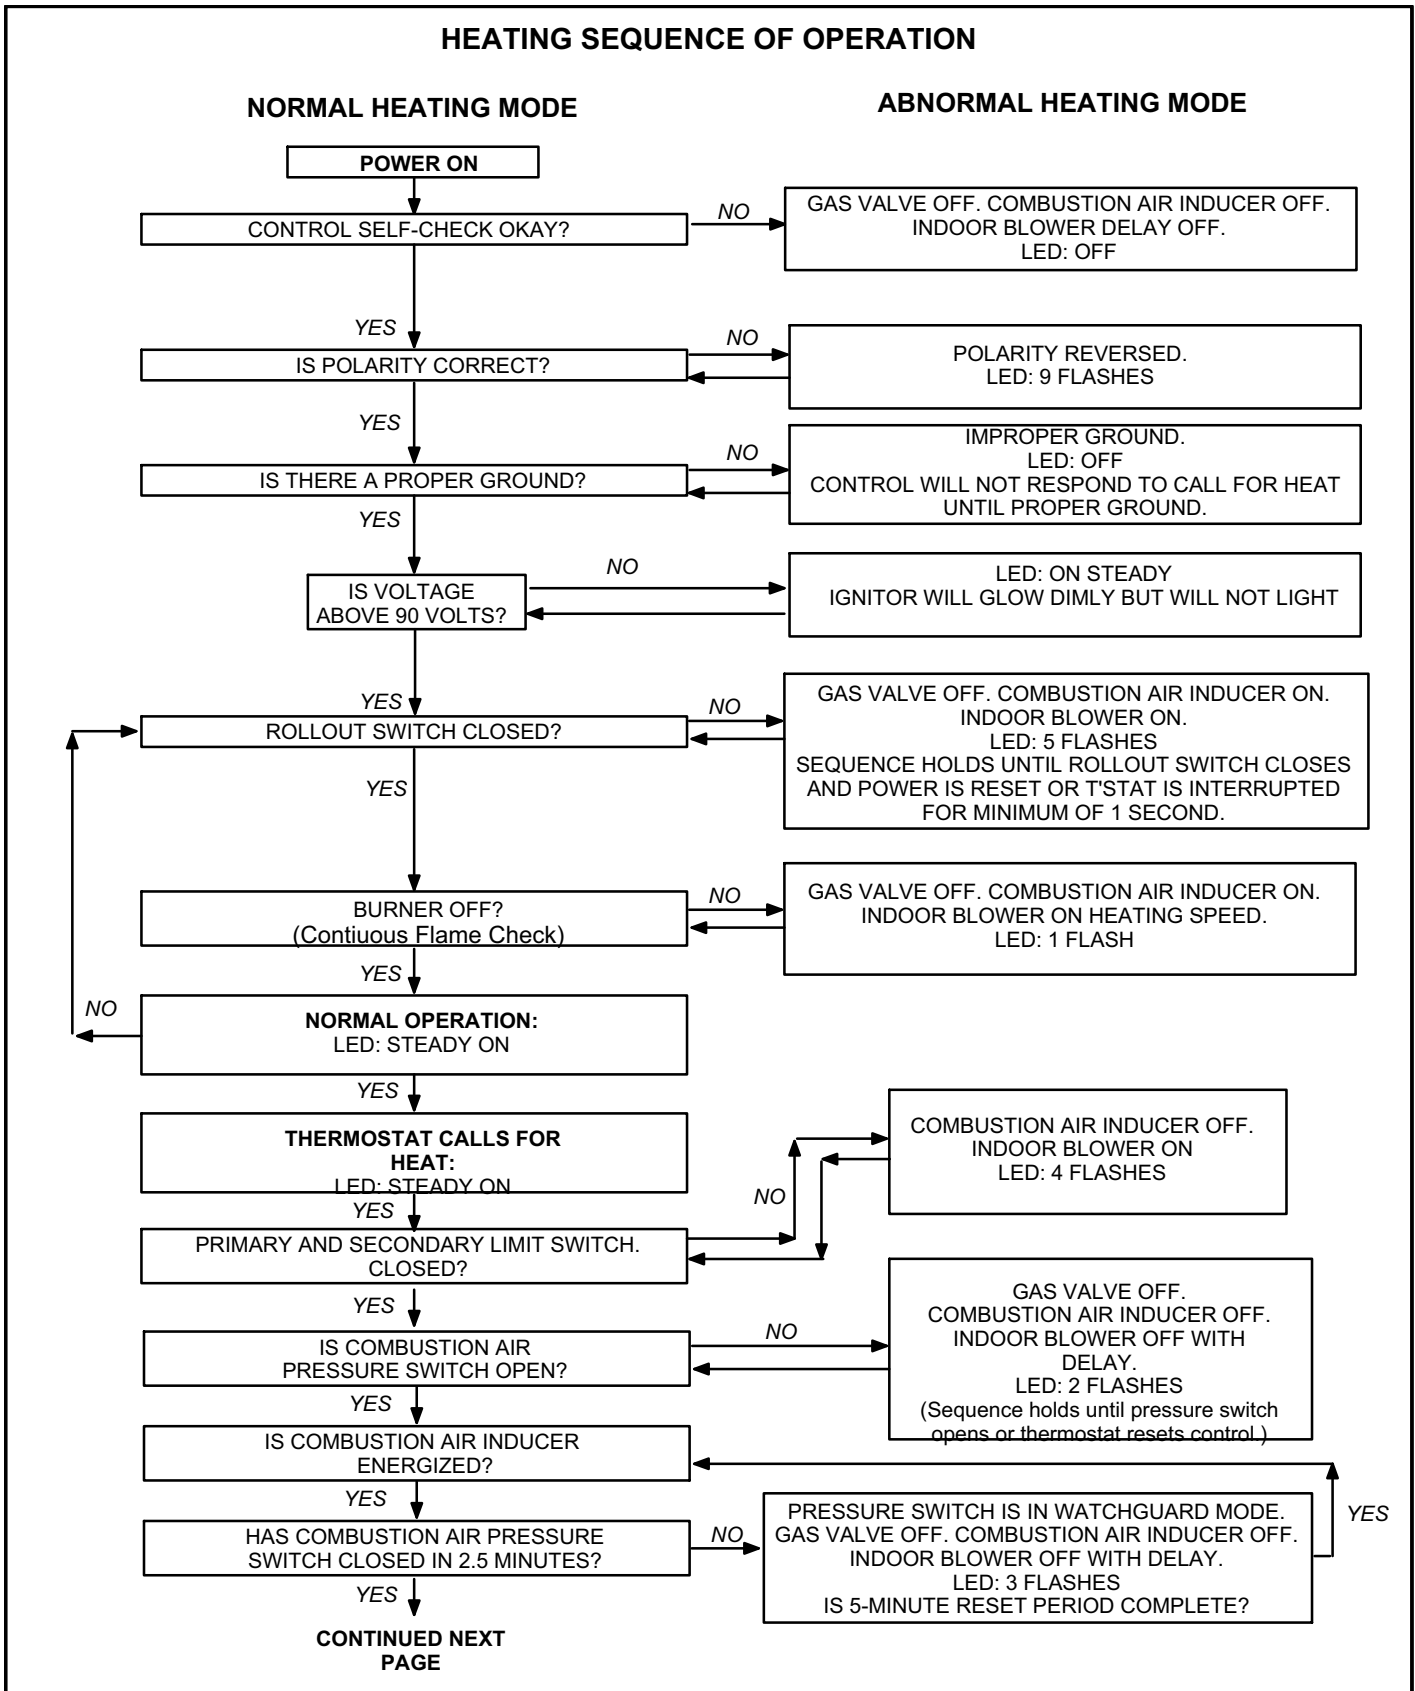 HEATING SEQUENCE OF OPERATION
NORMAL HEATING MODE
ABNORMAL HEATING MODE
POWER ON
CONTROL SELF-CHECK OKAY?
NO
GAS VALVE OFF. COMBUSTION AIR INDUCER OFF.
INDOOR BLOWER DELAY OFF.
LED: OFF
YES
IS POLARITY CORRECT?
NO
POLARITY REVERSED.
LED: 9 FLASHES
YES
IS THERE A PROPER GROUND?
NO
IMPROPER GROUND.
LED: OFF
CONTROL WILL NOT RESPOND TO CALL FOR HEAT
UNTIL PROPER GROUND.
YES
IS VOLTAGE
ABOVE 90 VOLTS?
NO
LED: ON STEADY
IGNITOR WILL GLOW DIMLY BUT WILL NOT LIGHT
YES
ROLLOUT SWITCH CLOSED?
NO
GAS VALVE OFF. COMBUSTION AIR INDUCER ON.
INDOOR BLOWER ON.
LED: 5 FLASHES
SEQUENCE HOLDS UNTIL ROLLOUT SWITCH CLOSES
AND POWER IS RESET OR T'STAT IS INTERRUPTED
FOR MINIMUM OF 1 SECOND.
YES
BURNER OFF?
(Contiuous Flame Check)
NO
GAS VALVE OFF. COMBUSTION AIR INDUCER ON.
INDOOR BLOWER ON HEATING SPEED.
LED: 1 FLASH
YES
NO
NORMAL OPERATION:
LED: STEADY ON
YES
THERMOSTAT CALLS FOR
HEAT:
LED: STEADY ON
YES
PRIMARY AND SECONDARY LIMIT SWITCH.
CLOSED?
NO
COMBUSTION AIR INDUCER OFF.
INDOOR BLOWER ON
LED: 4 FLASHES
YES
IS COMBUSTION AIR
PRESSURE SWITCH OPEN?
NO
GAS VALVE OFF.
COMBUSTION AIR INDUCER OFF.
INDOOR BLOWER OFF WITH
DELAY.
LED: 2 FLASHES
(Sequence holds until pressure switch
opens or thermostat resets control.)
YES
IS COMBUSTION AIR INDUCER
ENERGIZED?
YES
HAS COMBUSTION AIR PRESSURE
SWITCH CLOSED IN 2.5 MINUTES?
NO
PRESSURE SWITCH IS IN WATCHGUARD MODE.
GAS VALVE OFF. COMBUSTION AIR INDUCER OFF.
INDOOR BLOWER OFF WITH DELAY.
LED: 3 FLASHES
IS 5-MINUTE RESET PERIOD COMPLETE?
YES
YES
CONTINUED NEXT
PAGE